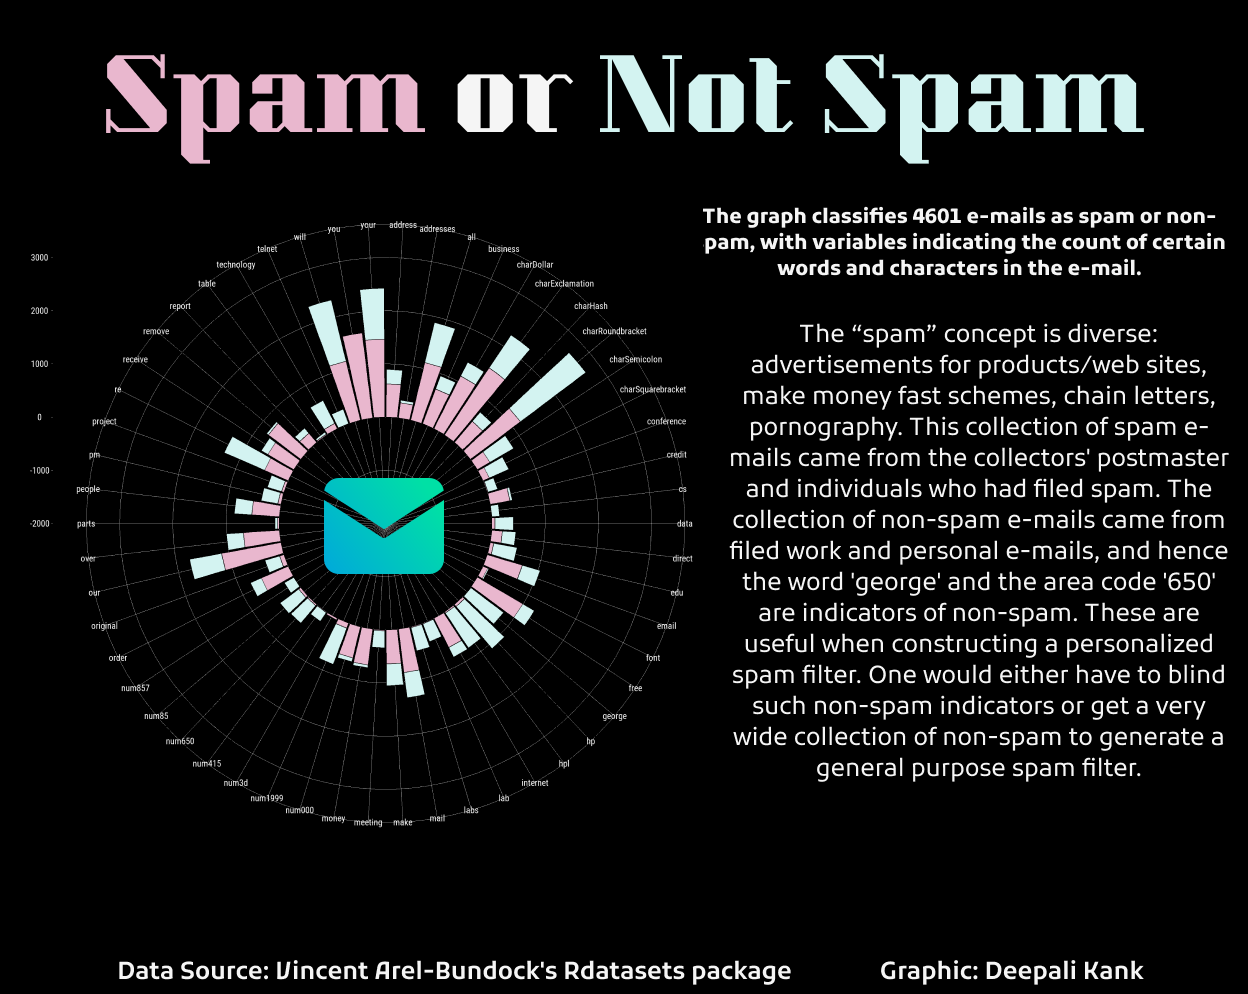 Spam or Not Spam
The graph classifies 4601 e-mails as spam or non-
pam, with variables indicating the count of certain
words and characters in the e-mail.
The “spam” concept is diverse:
advertisements for products/web sites,
make money fast schemes, chain letters,
pornography. This collection of spam e-
mails came from the collectors' postmaster
and individuals who had filed spam. The
collection of non-spam e-mails came from
filed work and personal e-mails, and hence
the word 'george' and the area code '650'
are indicators of non-spam. These are
useful when constructing a personalized
spam filter. One would either have to blind
such non-spam indicators or get a very
wide collection of non-spam to generate a
general purpose spam filter.
3000
2000
1000
0
-1000
-2000
address
addresses
all
business
charDollar
charExclamation
charHash
charRoundbracket
charSemicolon
charSquarebracket
conference
credit
cs
data
direct
edu
email
font
free
george
hp
hpl
internet
lab
labs
mail
make
meeting
money
num000
num1999
num3d
num415
num650
num85
num857
order
original
our
over
parts
people
pm
project
re
receive
remove
report
table
technology
telnet
will
you
your
Data Source: Vincent Arel-Bundock's Rdatasets package
Graphic: Deepali Kank